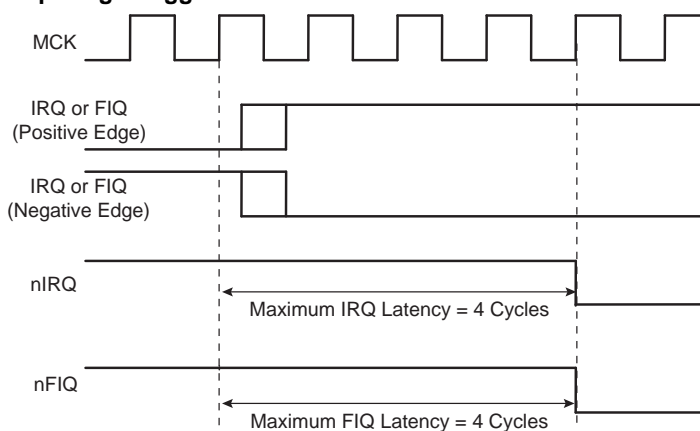 MCK
IRQ or FIQ
(Positive Edge)
IRQ or FIQ
(Negative Edge)
nIRQ
Maximum IRQ Latency = 4 Cycles
nFIQ
Maximum FIQ Latency = 4 Cycles